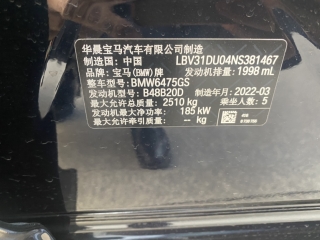 华晨宝马汽车有限公司制造
制造国：中国 LBV31DU04NS381467
品牌：宝马(BMW)牌 发动机排量：1998 mL
整车型号：BMW6475GS
发动机型号：B48B20D 制造年月：2022-03
最大允许总质量：2510 kg 乘坐人数：5
发动机最大净功率：185 kW
最大允许牵引质量： -- kg